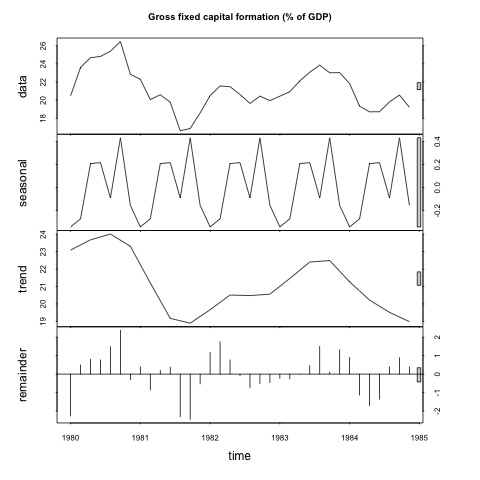 Gross fixed capital formation (% of GDP)
data
18 20 22 24 26
seasonal
-0.2 0.0 0.2 0.4
trend
19 20 21 22 23 24
remainder
-2 -1 0 1 2
1980 1981 1982 1983 1984 1985
time